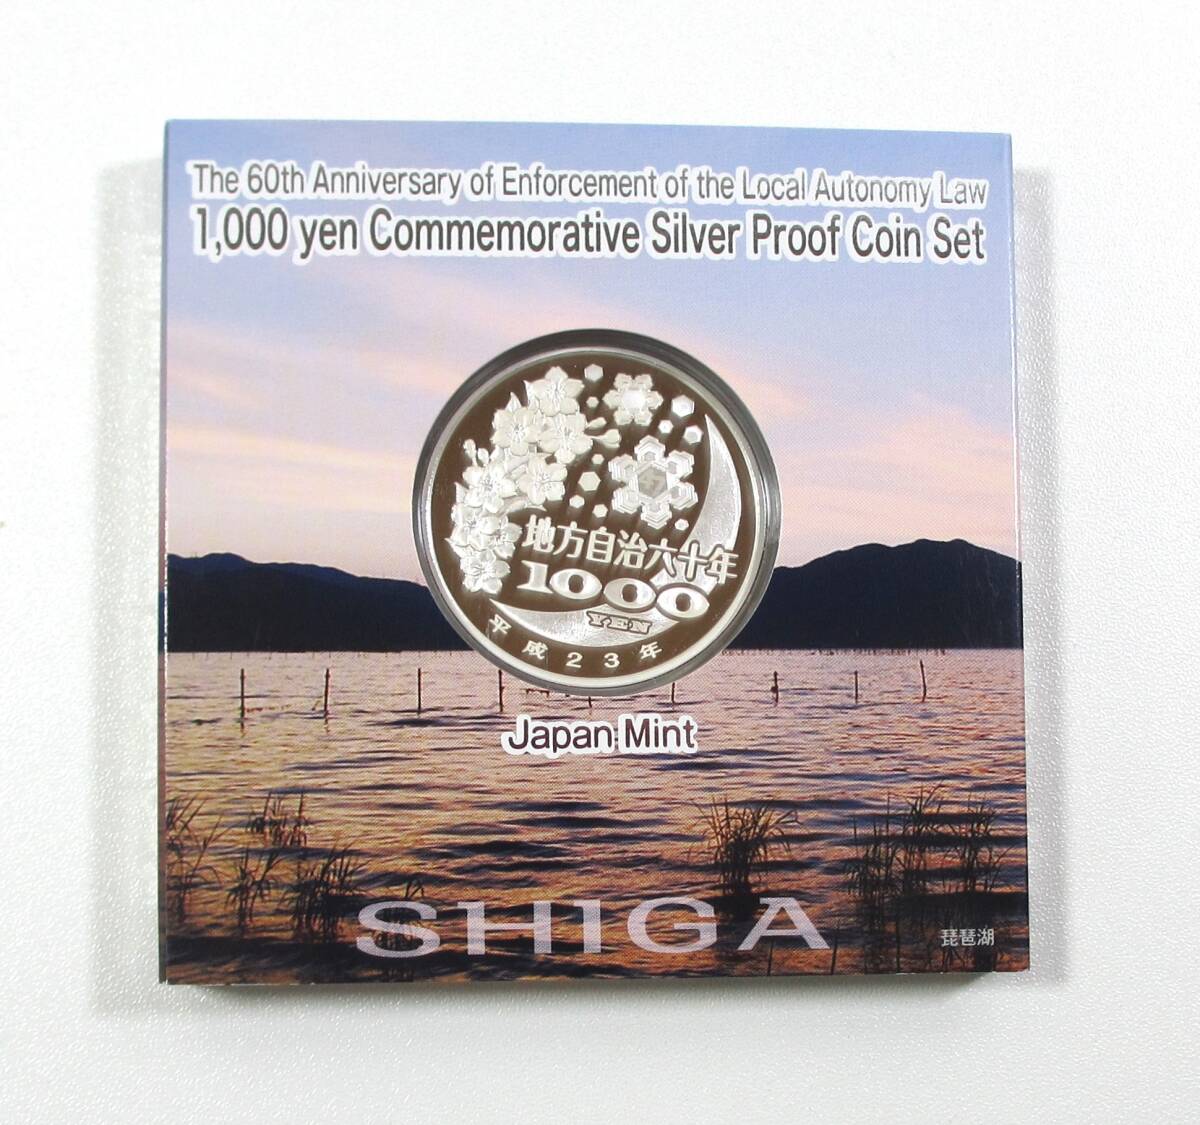 The 60th Anniversary of Enforcement of the Local Autonomy Law
1,000 yen Commemorative Silver Proof Coin Set
47
地方自治六十年
1000
YEN
平成23年
Japan Mint
SHIGA
琵琶湖